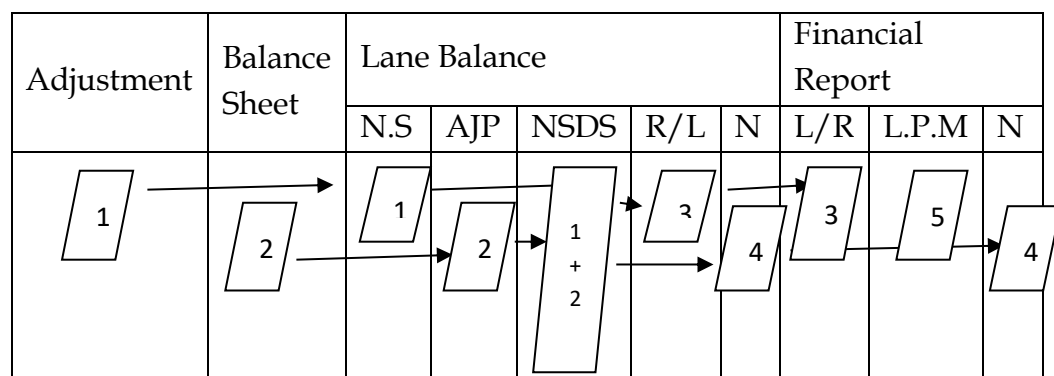 Adjustment
Balance
Sheet
Lane Balance
Financial
Report
N.S AJP NSDS R/L N L/R L.P.M N
1
2
1
2
1
+
2
3
4
3
5
4